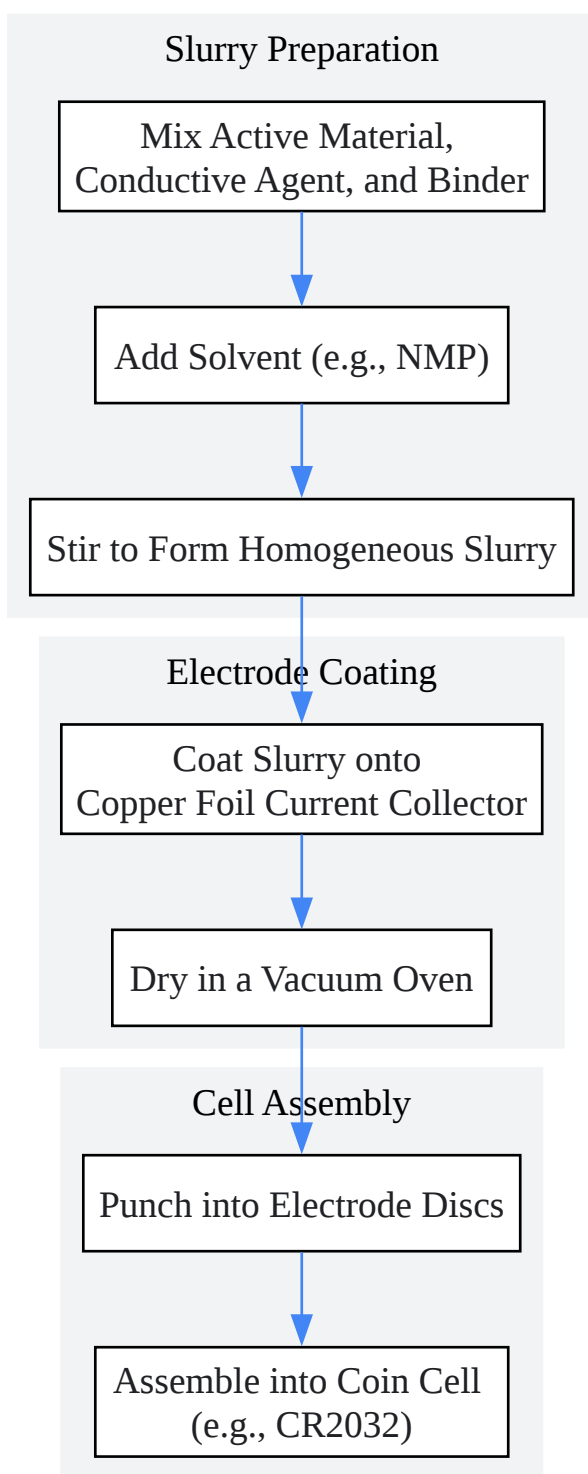 Slurry Preparation
Mix Active Material,
Conductive Agent, and Binder
Add Solvent (e.g., NMP)
Stir to Form Homogeneous Slurry
Electrode Coating
Coat Slurry onto
Copper Foil Current Collector
Dry in a Vacuum Oven
Cell Assembly
Punch into Electrode Discs
Assemble into Coin Cell
(e.g., CR2032)